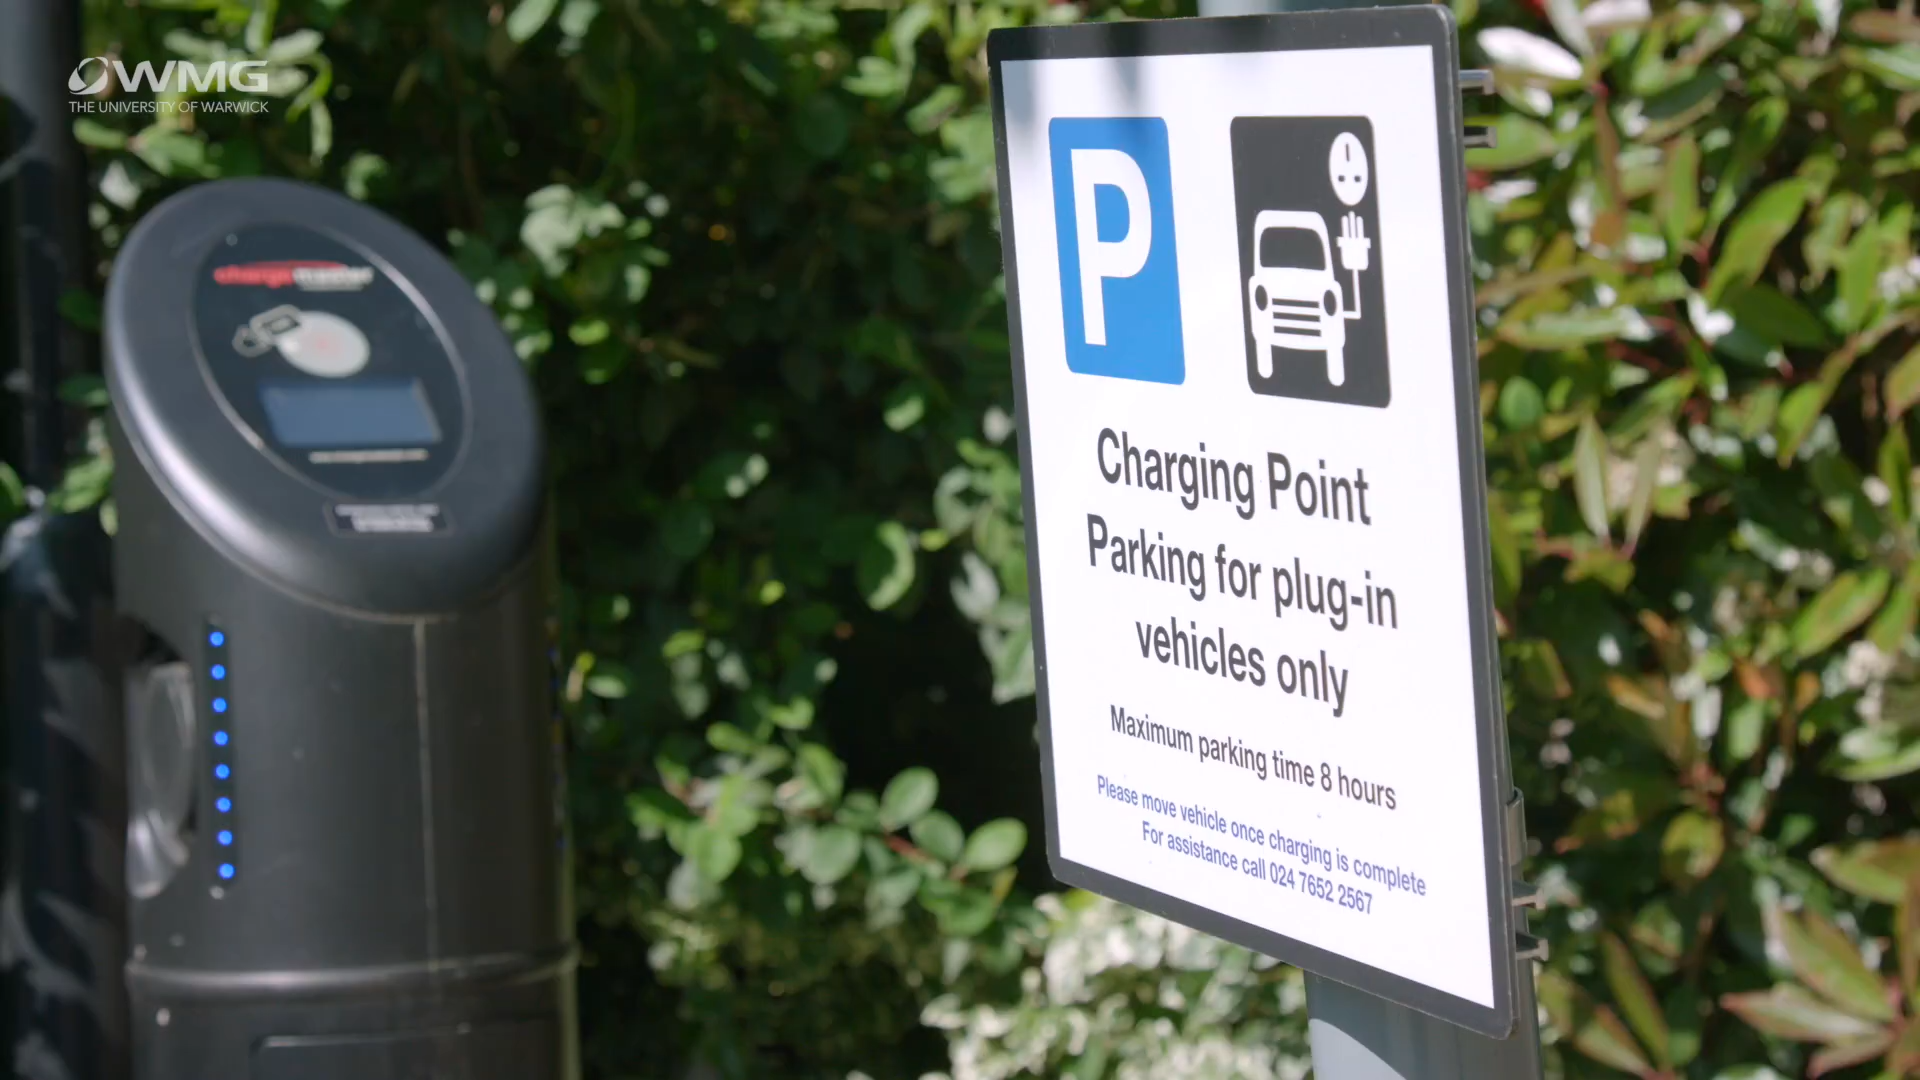 WMG
THE UNIVERSITY OF WARWICK
chargemaster
P
Charging Point
Parking for plug-in
vehicles only
Maximum parking time 8 hours
Please move vehicle once charging is complete
For assistance call 024 7652 2567